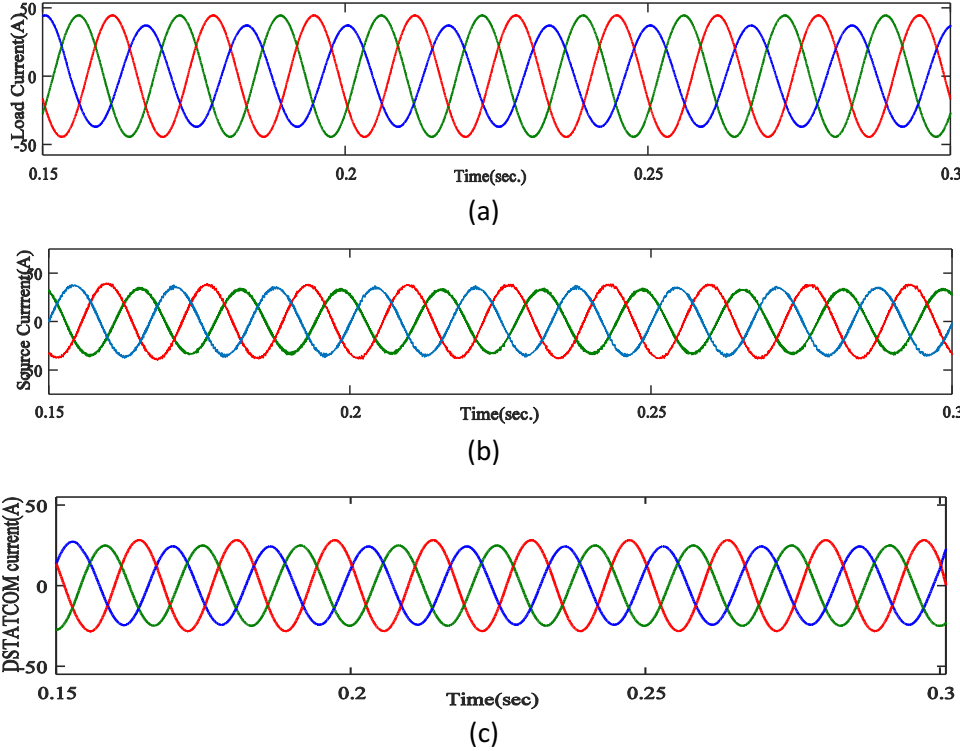 50
0
-50
-Load Current(A)
0.15
0.2
0.25
0.3
Time(sec.)
(a)
50
0
50
Source Current(A)
0.15
0.2
0.25
0.3
Time(sec.)
(b)
50
0
-50
DSTATCOM current(A)
0.15
0.2
0.25
0.3
Time(sec)
(c)